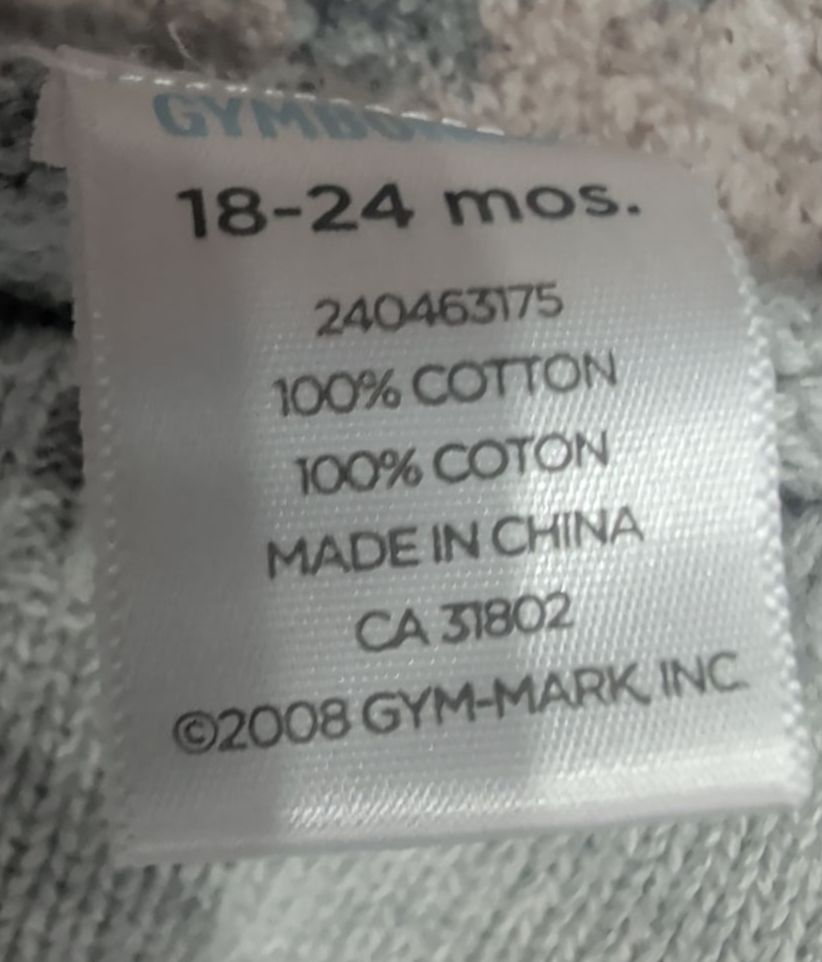 18-24 mos.
240463175
100% COTTON
100% COTON
MADE IN CHINA
CA 31802
©2008 GYM-MARK, INC.